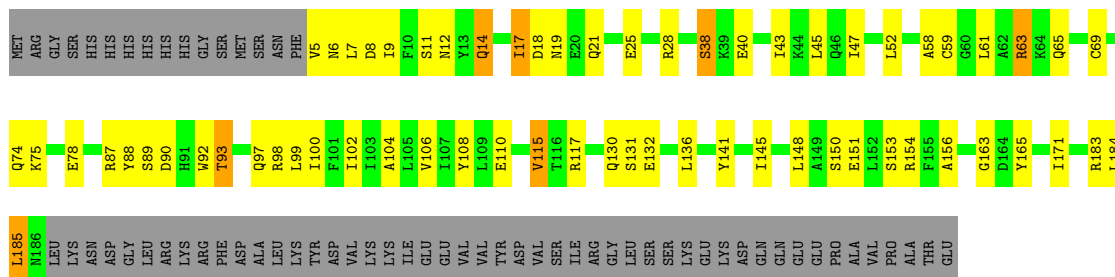 MET ARG GLY SER HIS HIS HIS HIS HIS HIS GLY SER MET SER ASN PHE V5 N6 L7 D8 I9 F10 S11 N12 Y13 Q14 I17 D18 N19 E20 Q21 E25 R28 S38 K39 E40 I43 K44 L45 Q46 I47 L52 A58 C59 G60 L61 A62 R63 K64 Q65 C69
Q74 K75 E78 R87 Y88 S89 D90 H91 W92 T93 Q97 R98 L99 I100 F101 I102 I103 A104 L105 V106 I107 Y108 L109 E110 V115 T116 R117 Q130 S131 E132 L136 Y141 I145 L148 A149 S150 E151 L152 S153 R154 F155 A156 G163 D164 Y165 I171 R183 L184
L185 N186 LEU LYS ASN ASP GLY LEU ARG LYS ARG PHE ASP ALA LEU LYS TYR ASP VAL LYS LYS ILE GLU GLU VAL VAL TYR ASP VAL SER ILE ARG GLY LEU SER SER LYS GLU LYS ASP GLN GLN GLU GLU PRO ALA VAL PRO ALA THR GLU